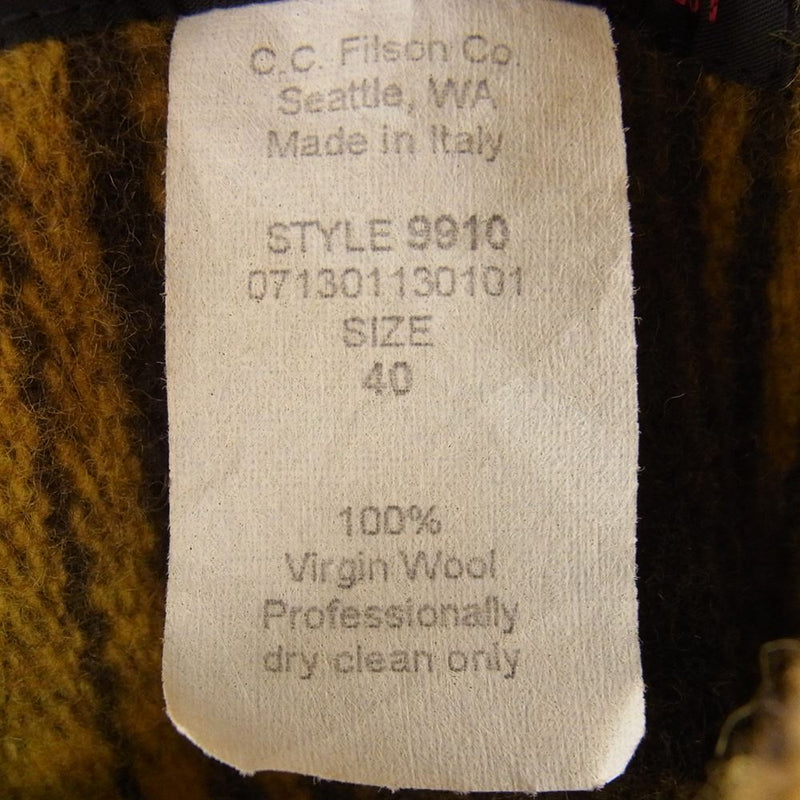 C.C. Filson Co.
Seattle, WA
Made in Italy
STYLE 9910
071301130101
SIZE
40
100%
Virgin Wool
Professionally
dry clean only